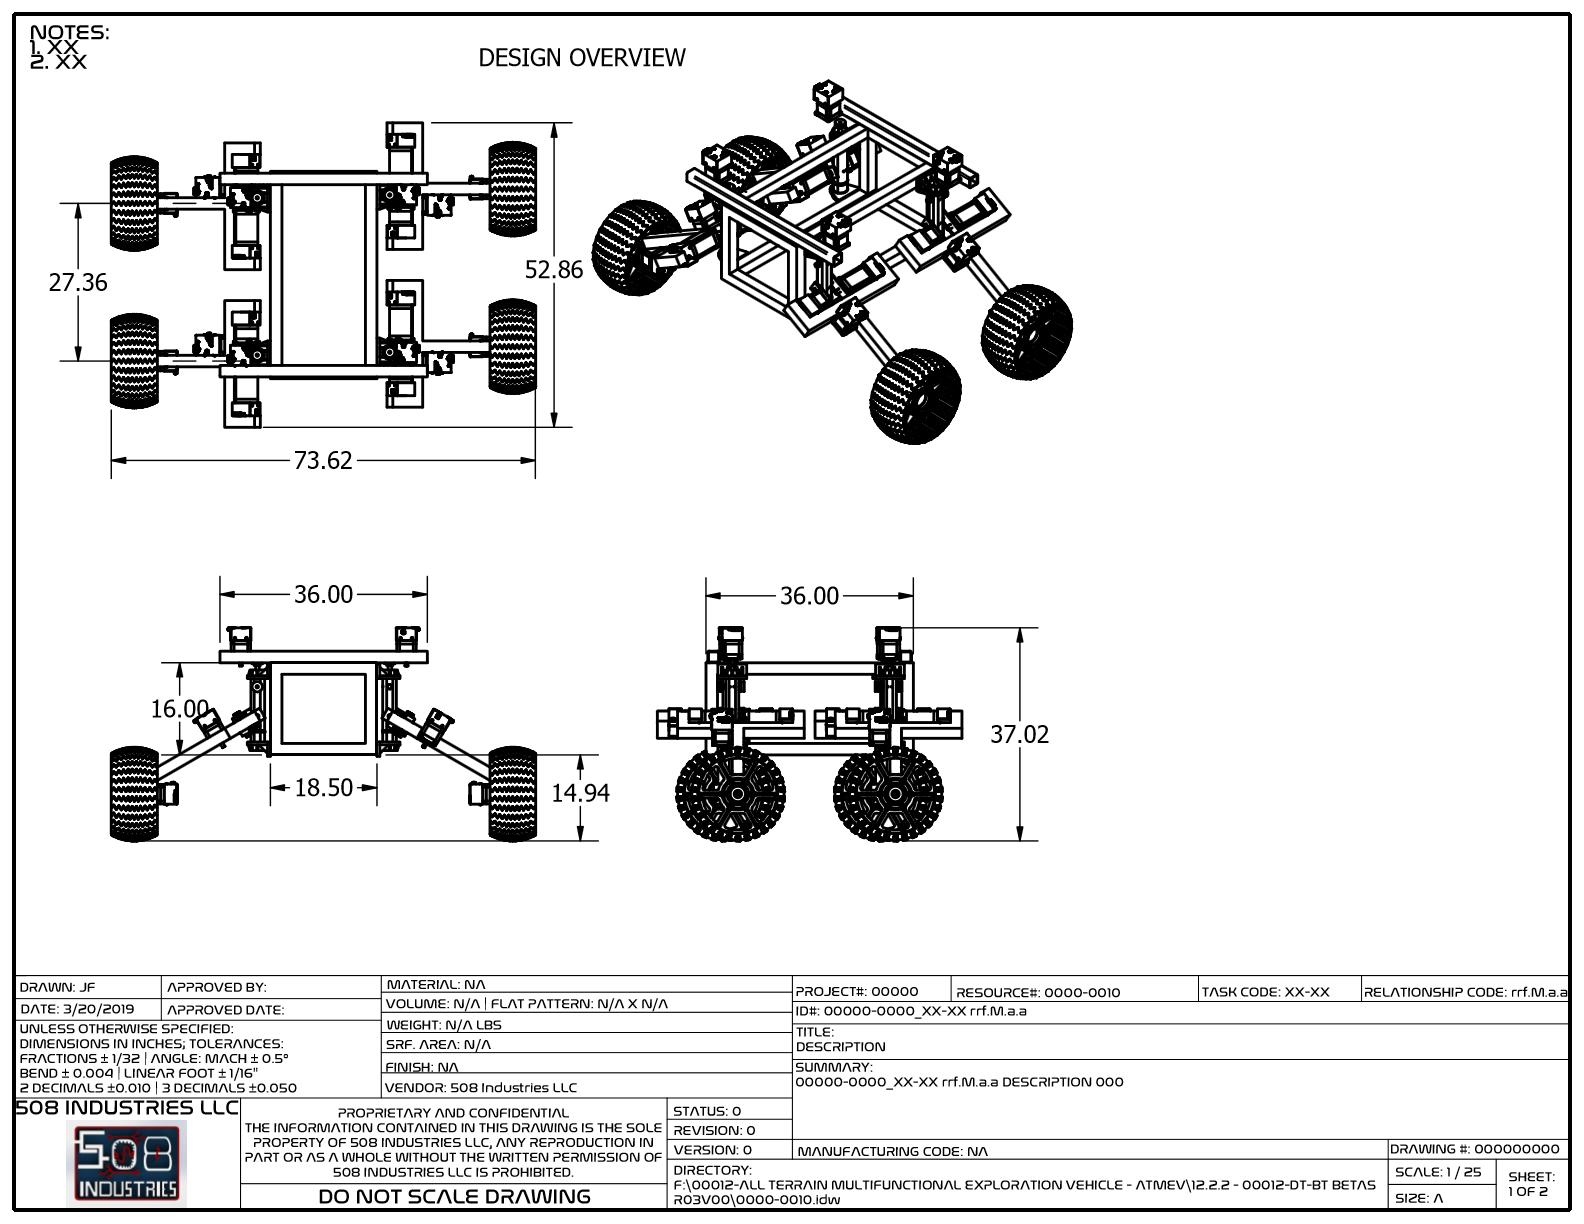 NOTES:
1. XX
2. XX
DESIGN OVERVIEW
27.36
52.86
73.62
36.00
16.00
18.50
14.94
36.00
37.02
DRAWN: JF
APPROVED BY:
DATE: 3/20/2019
APPROVED DATE:
UNLESS OTHERWISE SPECIFIED:
DIMENSIONS IN INCHES; TOLERANCES:
FRACTIONS ± 1/32 | ANGLE: MACH ± 0.5°
BEND ± 0.004 | LINEAR FOOT ± 1/16"
2 DECIMALS ±0.010 | 3 DECIMALS ±0.050
MATERIAL: NA
VOLUME: N/A | FLAT PATTERN: N/A X N/A
WEIGHT: N/A LBS
SRF. AREA: N/A
FINISH: NA
VENDOR: 508 Industries LLC
PROJECT#: 00000
RESOURCE#: 0000-0010
TASK CODE: XX-XX
RELATIONSHIP CODE: rrf.M.a.a
ID#: 00000-0000_XX-XX rrf.M.a.a
TITLE:
DESCRIPTION
SUMMARY:
00000-0000_XX-XX rrf.M.a.a DESCRIPTION 000
508 INDUSTRIES LLC
508
INDUSTRIES
PROPRIETARY AND CONFIDENTIAL
THE INFORMATION CONTAINED IN THIS DRAWING IS THE SOLE
PROPERTY OF 508 INDUSTRIES LLC, ANY REPRODUCTION IN
PART OR AS A WHOLE WITHOUT THE WRITTEN PERMISSION OF
508 INDUSTRIES LLC IS PROHIBITED.
DO NOT SCALE DRAWING
STATUS: 0
REVISION: 0
VERSION: 0
MANUFACTURING CODE: NA
DRAWING #: 000000000
DIRECTORY:
F:\00012-ALL TERRAIN MULTIFUNCTIONAL EXPLORATION VEHICLE - ATMEV\12.2.2 - 00012-DT-BT BETAS
R03V00\0000-0010.idw
SCALE: 1 / 25
SIZE: A
SHEET:
1 OF 2